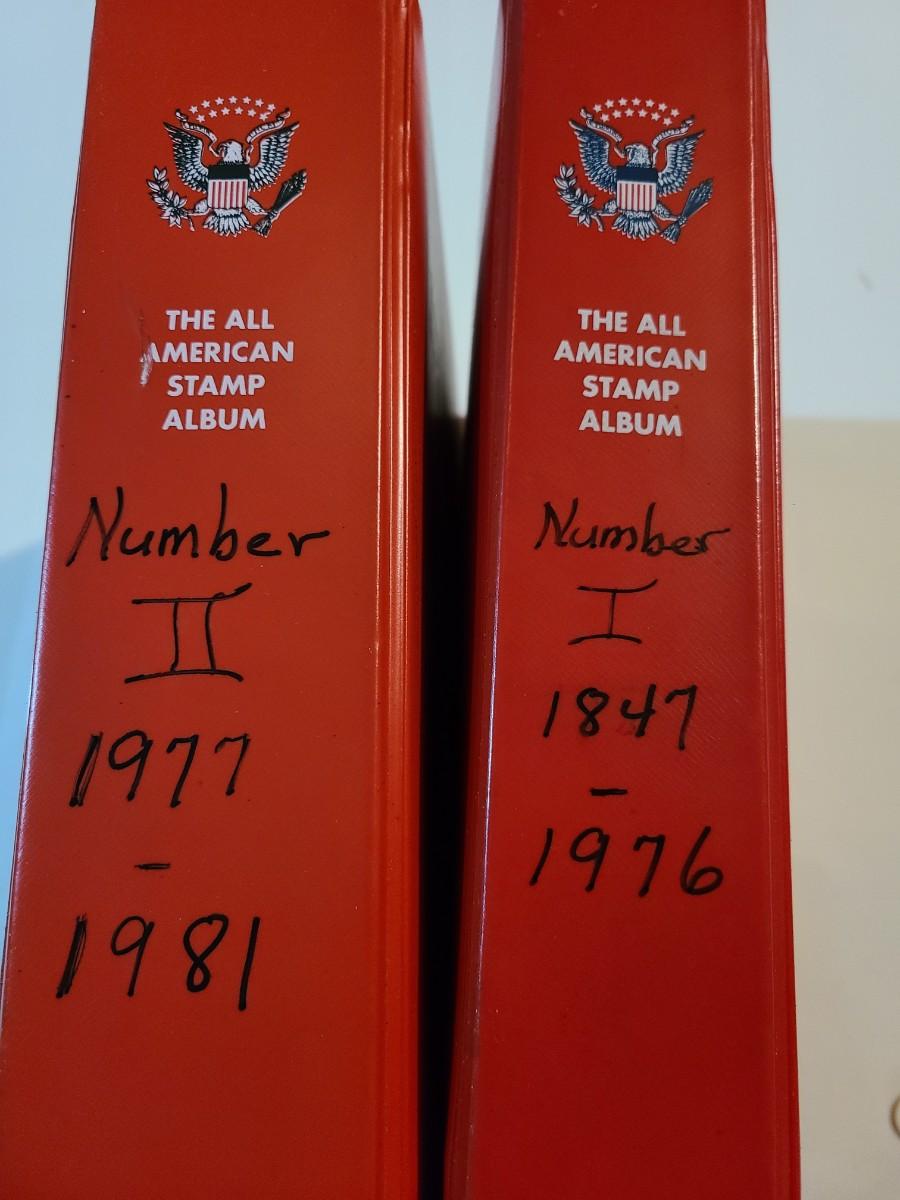 THE ALL
AMERICAN
STAMP
ALBUM
Number
II
1977
-
1981
THE ALL
AMERICAN
STAMP
ALBUM
Number
I
1847
-
1976